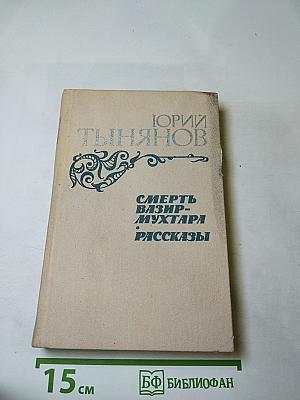 ЮРИЙ
ТЫНЯНОВ
СМЕРТЬ
ВАЗИР-
МУХТАРА
•
РАССКАЗЫ
15 см
БФ БИБЛИОФАН